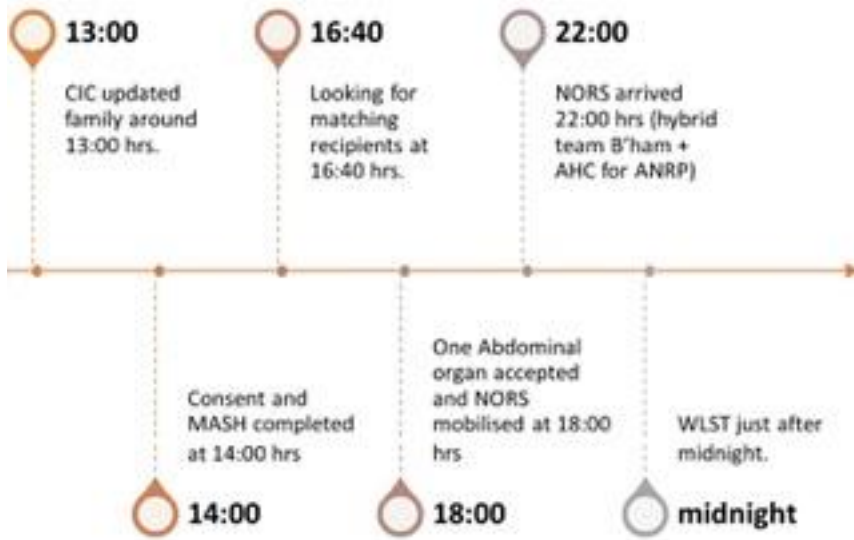 13:00
CIC updated
family around
13:00 hrs.
16:40
Looking for
matching
recipients at
16:40 hrs.
22:00
NORS arrived
22:00 hrs (hybrid
team B'ham +
AHC for ANRP)
Consent and
MASH completed
at 14:00 hrs
14:00
One Abdominal
organ accepted
and NORS
mobilised at 18:00
hrs
18:00
WLST just after
midnight.
midnight